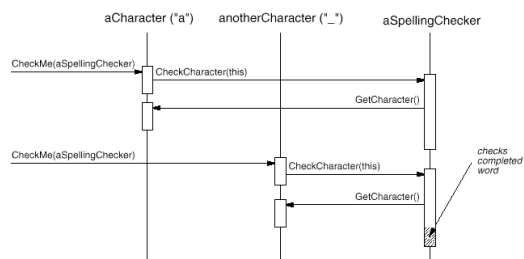 aCharacter ("a")
anotherCharacter ("_")
aSpellingChecker
CheckMe(aSpellingChecker)
CheckCharacter(this)
GetCharacter()
CheckMe(aSpellingChecker)
CheckCharacter(this)
GetCharacter()
checks
completed
word